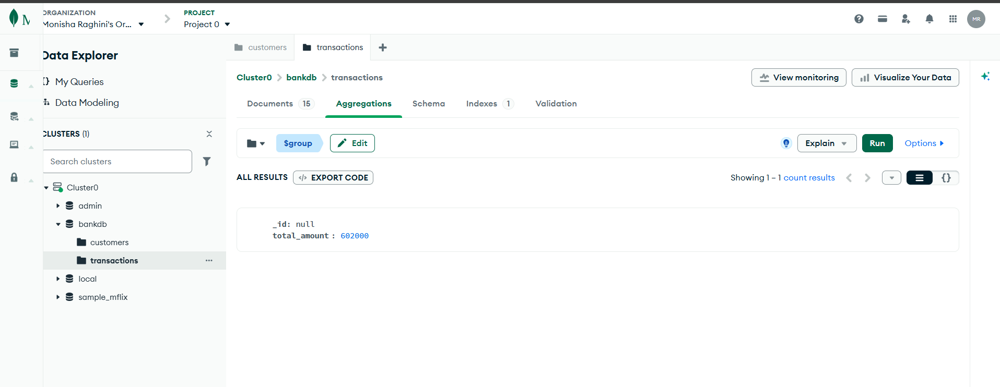 ORGANIZATION
Monisha Raghini's Or...
PROJECT
Project 0
MR
Data Explorer
My Queries
Data Modeling
CLUSTERS (1)
Search clusters
Cluster0
admin
bankdb
customers
transactions
local
sample_mflix
customers
transactions
Cluster0 bankdb transactions
View monitoring
Visualize Your Data
Documents 15 Aggregations Schema Indexes 1 Validation
$group Edit Explain Run Options
ALL RESULTS </> EXPORT CODE Showing 1 – 1 count results {}
_id: null
total_amount : 602000